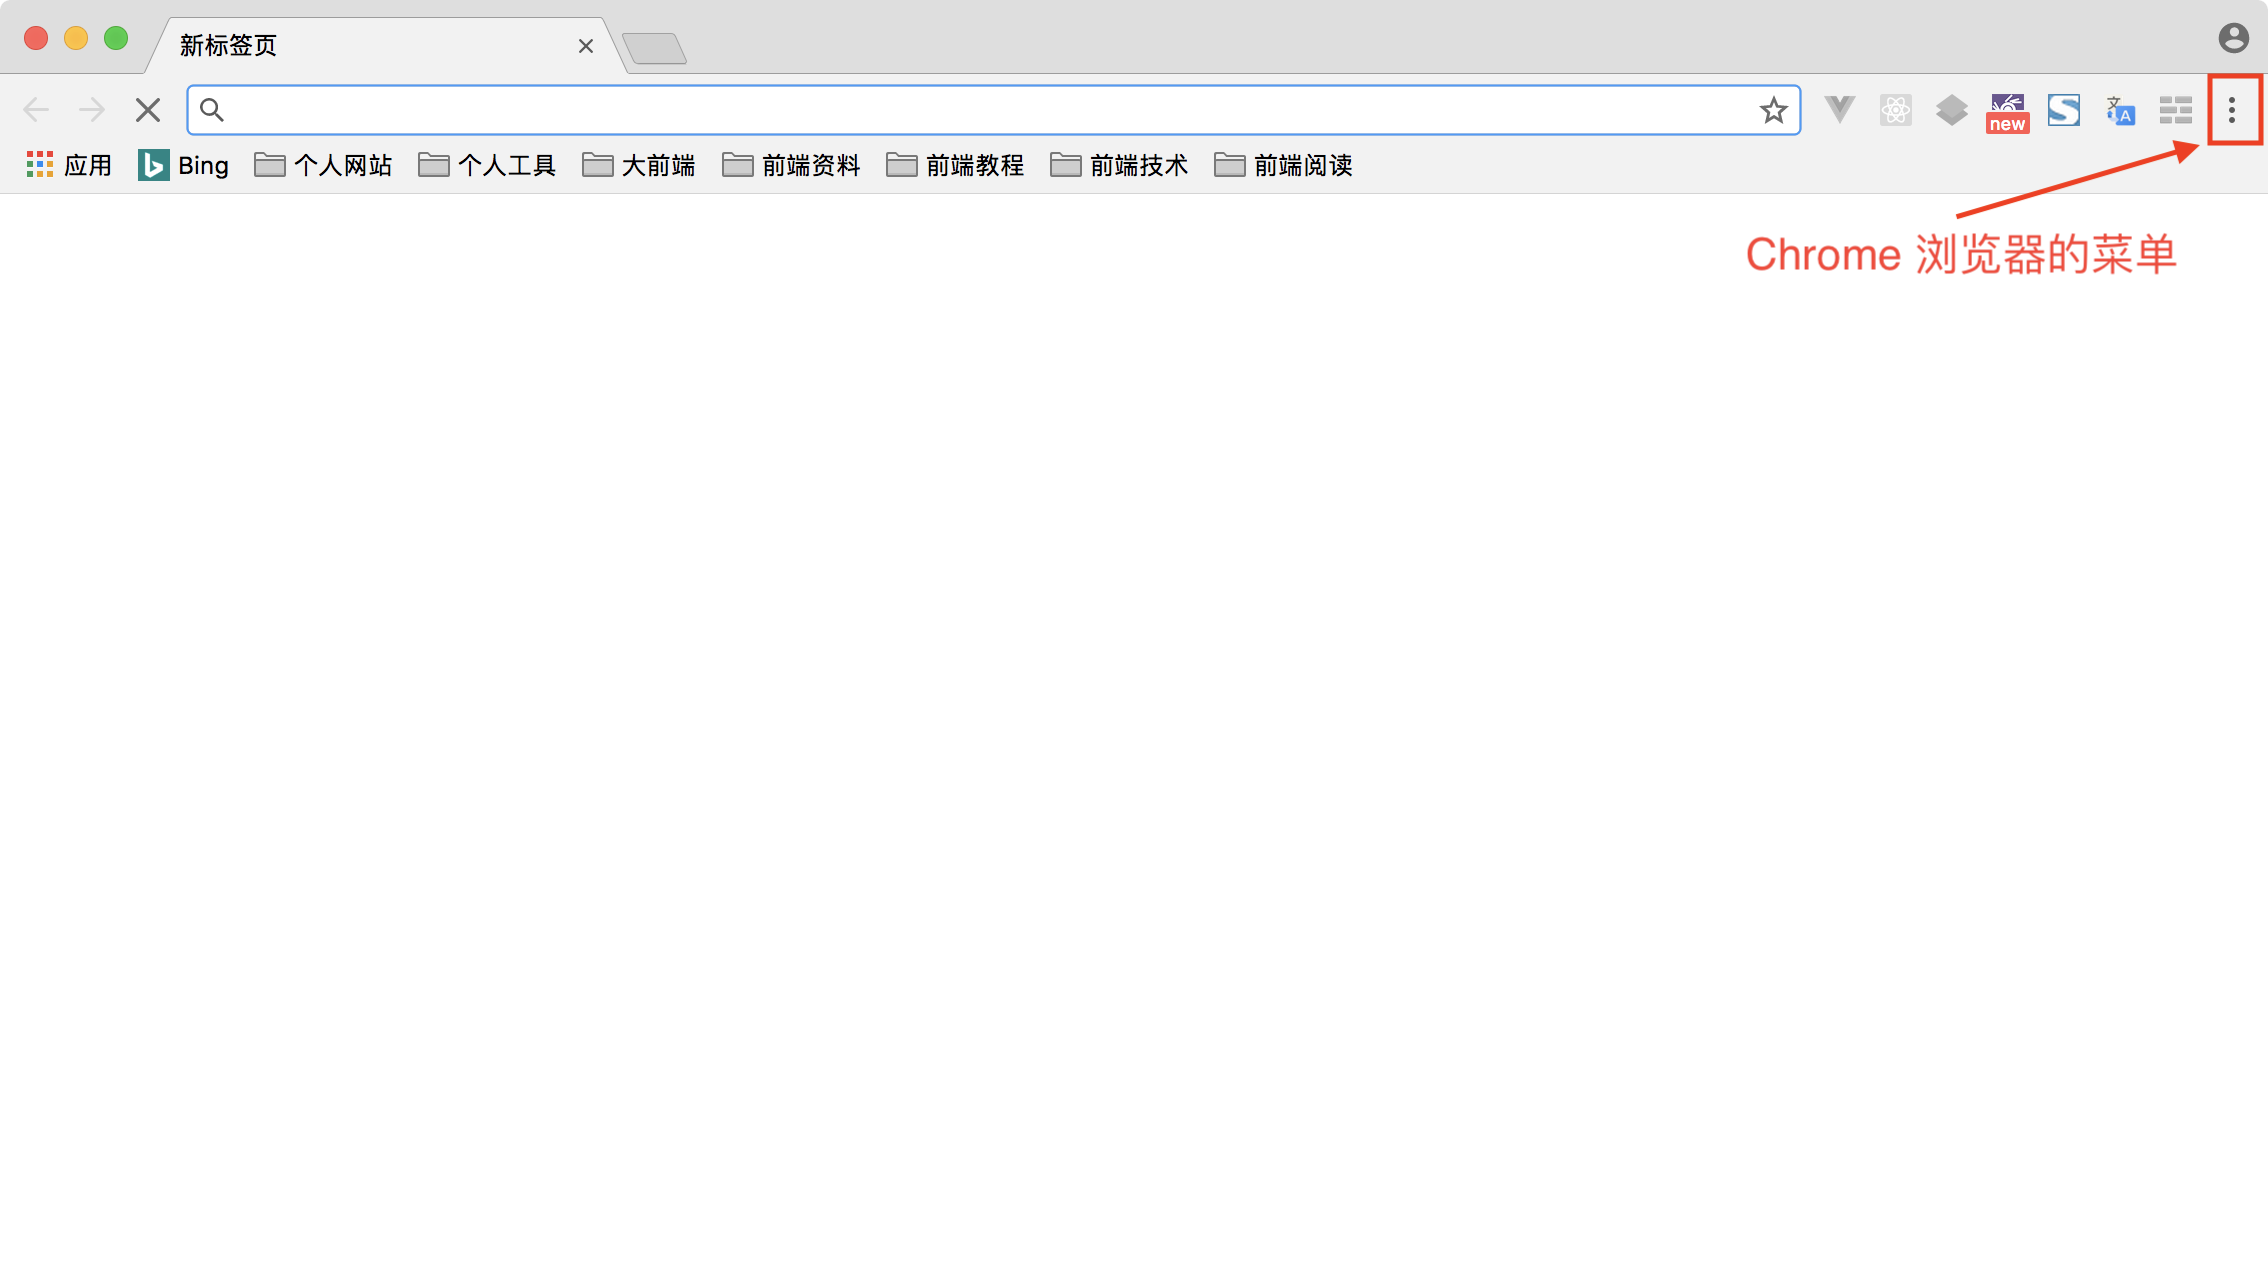 新标签页
new
文 A
应用 Bing 个人网站 个人工具 大前端 前端资料 前端教程 前端技术 前端阅读
Chrome 浏览器的菜单